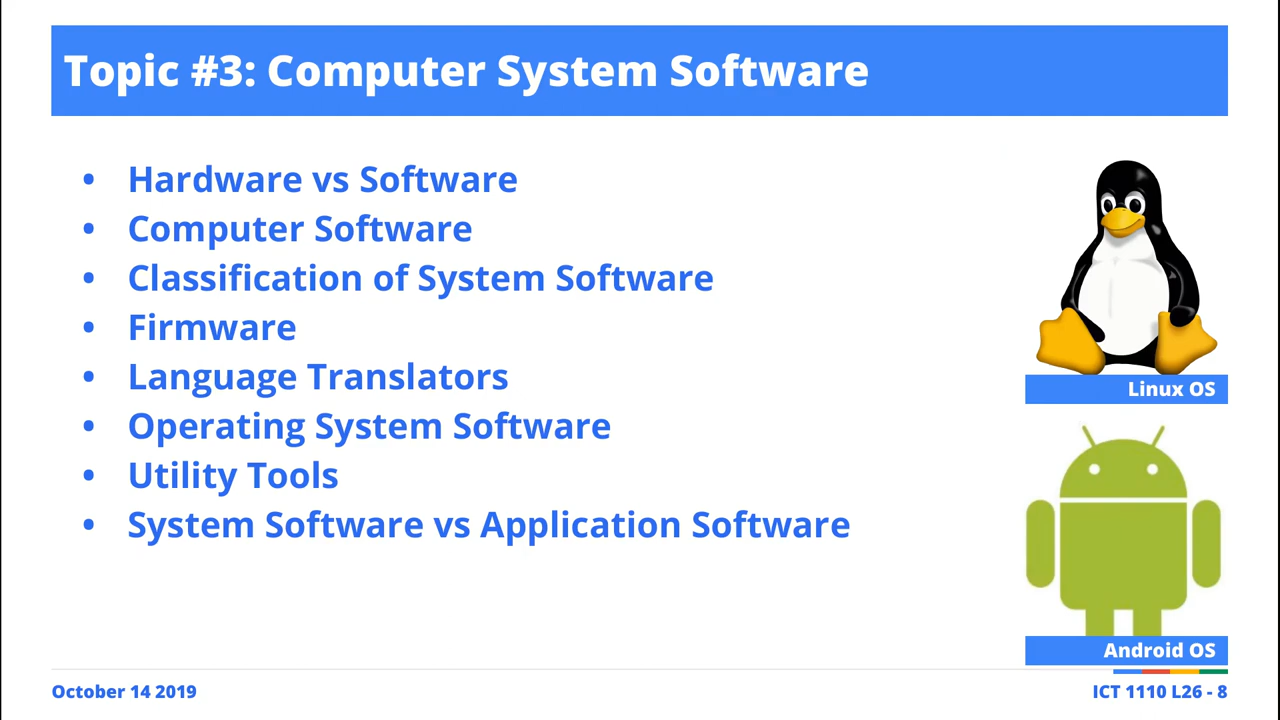 Topic #3: Computer System Software
• Hardware vs Software
• Computer Software
• Classification of System Software
• Firmware
• Language Translators
• Operating System Software
• Utility Tools
• System Software vs Application Software
Linux OS
Android OS
October 14 2019
ICT 1110 L26 - 8